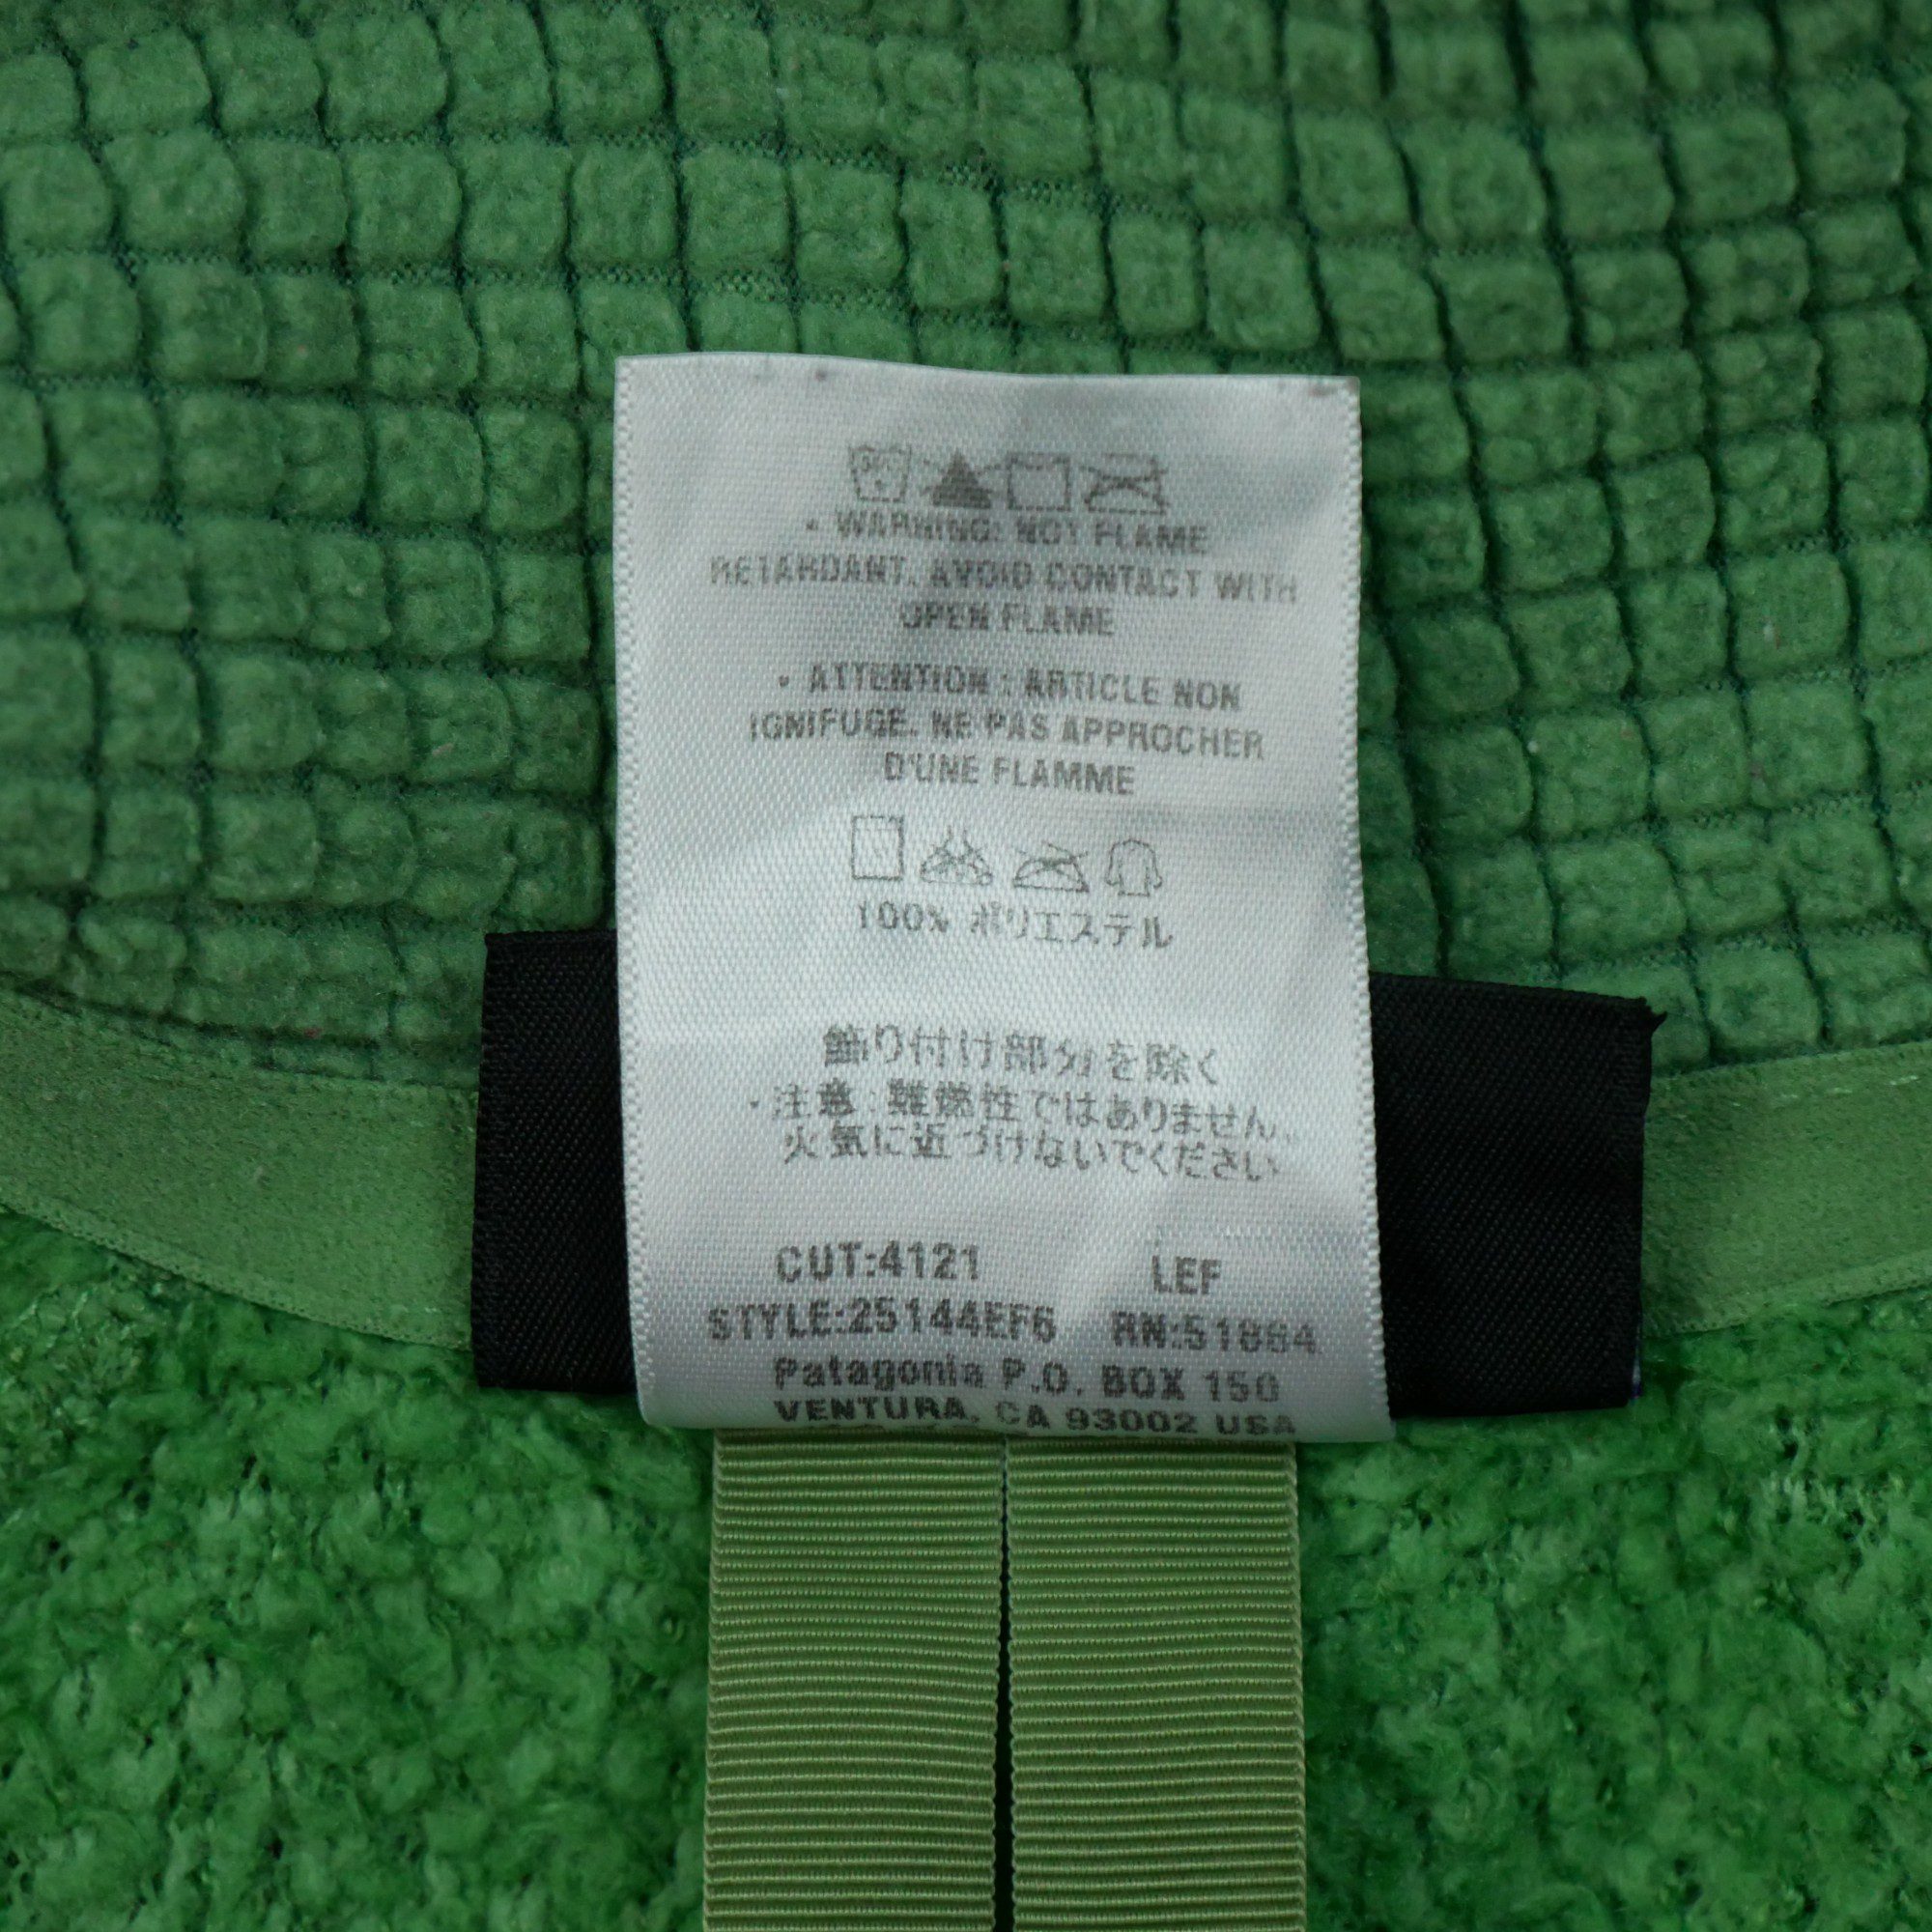 • WARNING: NOT FLAME
RETARDANT. AVOID CONTACT WITH
OPEN FLAME
• ATTENTION : ARTICLE NON
IGNIFUGE. NE PAS APPROCHER
D'UNE FLAMME
100% ポリエステル
飾り付け部分を除く
・注意：難燃性ではありません。
火気に近づけないでください
CUT:4121 LEF
STYLE:25144EF6 RN:51884
Patagonia P.O. BOX 150
VENTURA, CA 93002 USA